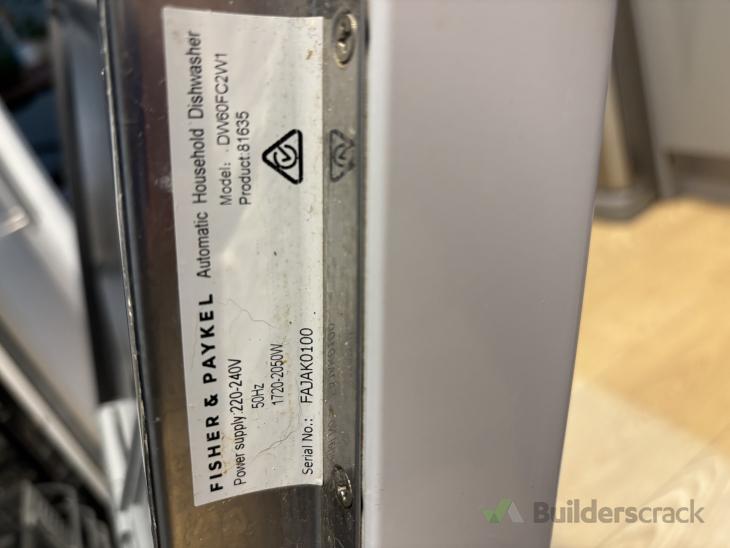 FISHER & PAYKEL Automatic Household Dishwasher
Power supply:220-240V Model: DW60FC2W1
50Hz Product:81635
1720-2050W
Serial No.: FAJAK0100
Builderscrack